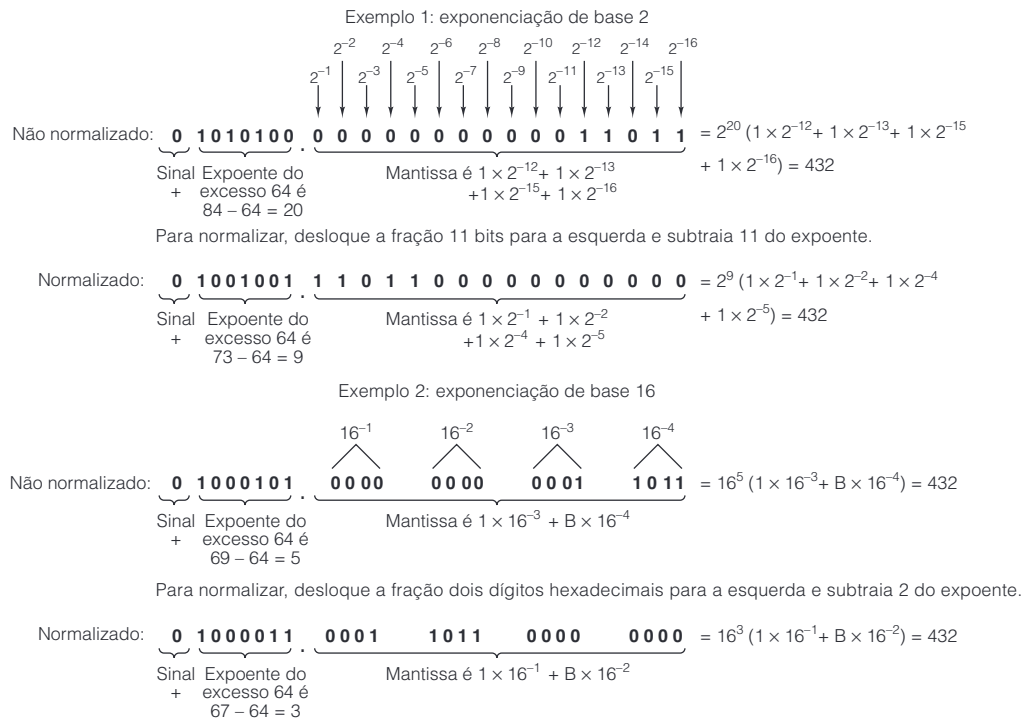 Exemplo 1: exponenciação de base 2
2⁻² 2⁻⁴ 2⁻⁶ 2⁻⁸ 2⁻¹⁰ 2⁻¹² 2⁻¹⁴ 2⁻¹⁶
2⁻¹ 2⁻³ 2⁻⁵ 2⁻⁷ 2⁻⁹ 2⁻¹¹ 2⁻¹³ 2⁻¹⁵
Não normalizado: 0 1010100 . 0 0 0 0 0 0 0 0 0 0 0 1 1 0 1 1 = 2²⁰ (1 × 2⁻¹² + 1 × 2⁻¹³ + 1 × 2⁻¹⁵
+ 1 × 2⁻¹⁶) = 432
Sinal Expoente do Mantissa é 1 × 2⁻¹² + 1 × 2⁻¹³
+ excesso 64 é +1 × 2⁻¹⁵ + 1 × 2⁻¹⁶
84 – 64 = 20
Para normalizar, desloque a fração 11 bits para a esquerda e subtraia 11 do expoente.
Normalizado: 0 1001001 . 1 1 0 1 1 0 0 0 0 0 0 0 0 0 0 0 = 2⁹ (1 × 2⁻¹ + 1 × 2⁻² + 1 × 2⁻⁴
+ 1 × 2⁻⁵) = 432
Sinal Expoente do Mantissa é 1 × 2⁻¹ + 1 × 2⁻²
+ excesso 64 é +1 × 2⁻⁴ + 1 × 2⁻⁵
73 – 64 = 9
Exemplo 2: exponenciação de base 16
16⁻¹ 16⁻² 16⁻³ 16⁻⁴
Não normalizado: 0 1000101 . 0000 0000 0001 1011 = 16⁵ (1 × 16⁻³ + B × 16⁻⁴) = 432
Sinal Expoente do Mantissa é 1 × 16⁻³ + B × 16⁻⁴
+ excesso 64 é
69 – 64 = 5
Para normalizar, desloque a fração dois dígitos hexadecimais para a esquerda e subtraia 2 do expoente.
Normalizado: 0 1000011 . 0001 1011 0000 0000 = 16³ (1 × 16⁻¹ + B × 16⁻²) = 432
Sinal Expoente do Mantissa é 1 × 16⁻¹ + B × 16⁻²
+ excesso 64 é
67 – 64 = 3